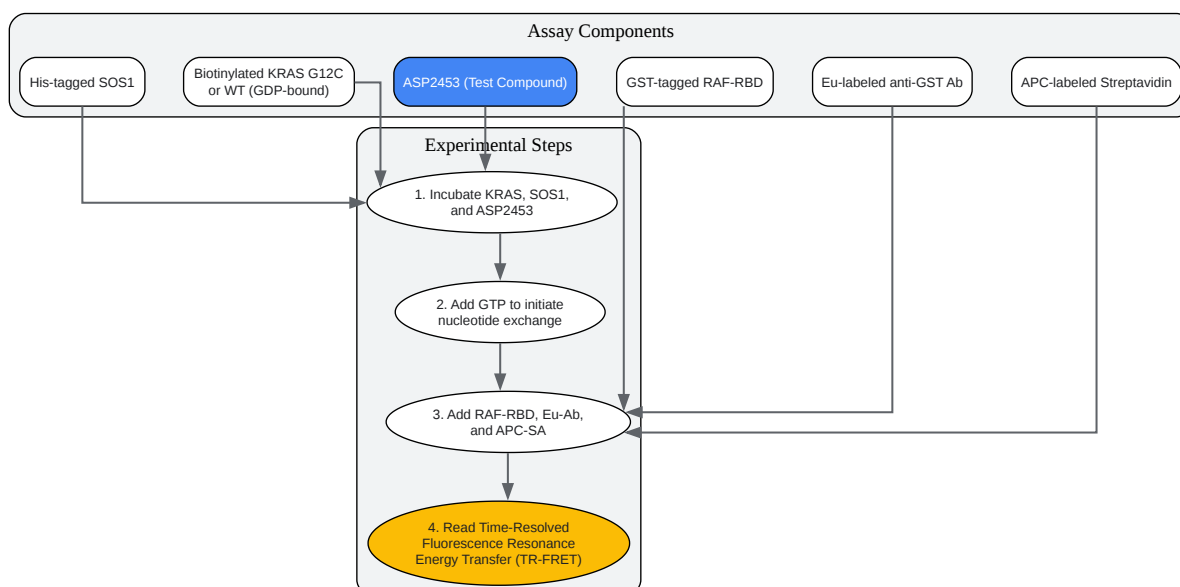 Assay Components
His-tagged SOS1
Biotinylated KRAS G12C
or WT (GDP-bound)
ASP2453 (Test Compound)
GST-tagged RAF-RBD
Eu-labeled anti-GST Ab
APC-labeled Streptavidin
Experimental Steps
1. Incubate KRAS, SOS1,
and ASP2453
2. Add GTP to initiate
nucleotide exchange
3. Add RAF-RBD, Eu-Ab,
and APC-SA
4. Read Time-Resolved
Fluorescence Resonance
Energy Transfer (TR-FRET)